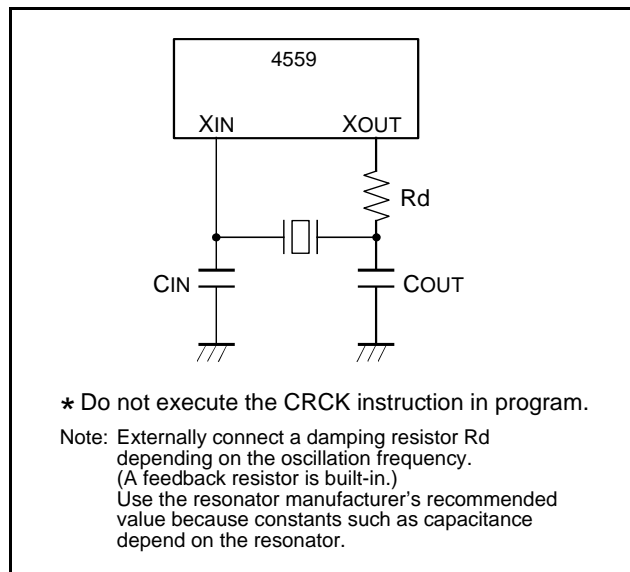 4559
XIN XOUT
Rd
CIN COUT
* Do not execute the CRCK instruction in program.
Note: Externally connect a damping resistor Rd
depending on the oscillation frequency.
(A feedback resistor is built-in.)
Use the resonator manufacturer’s recommended
value because constants such as capacitance
depend on the resonator.